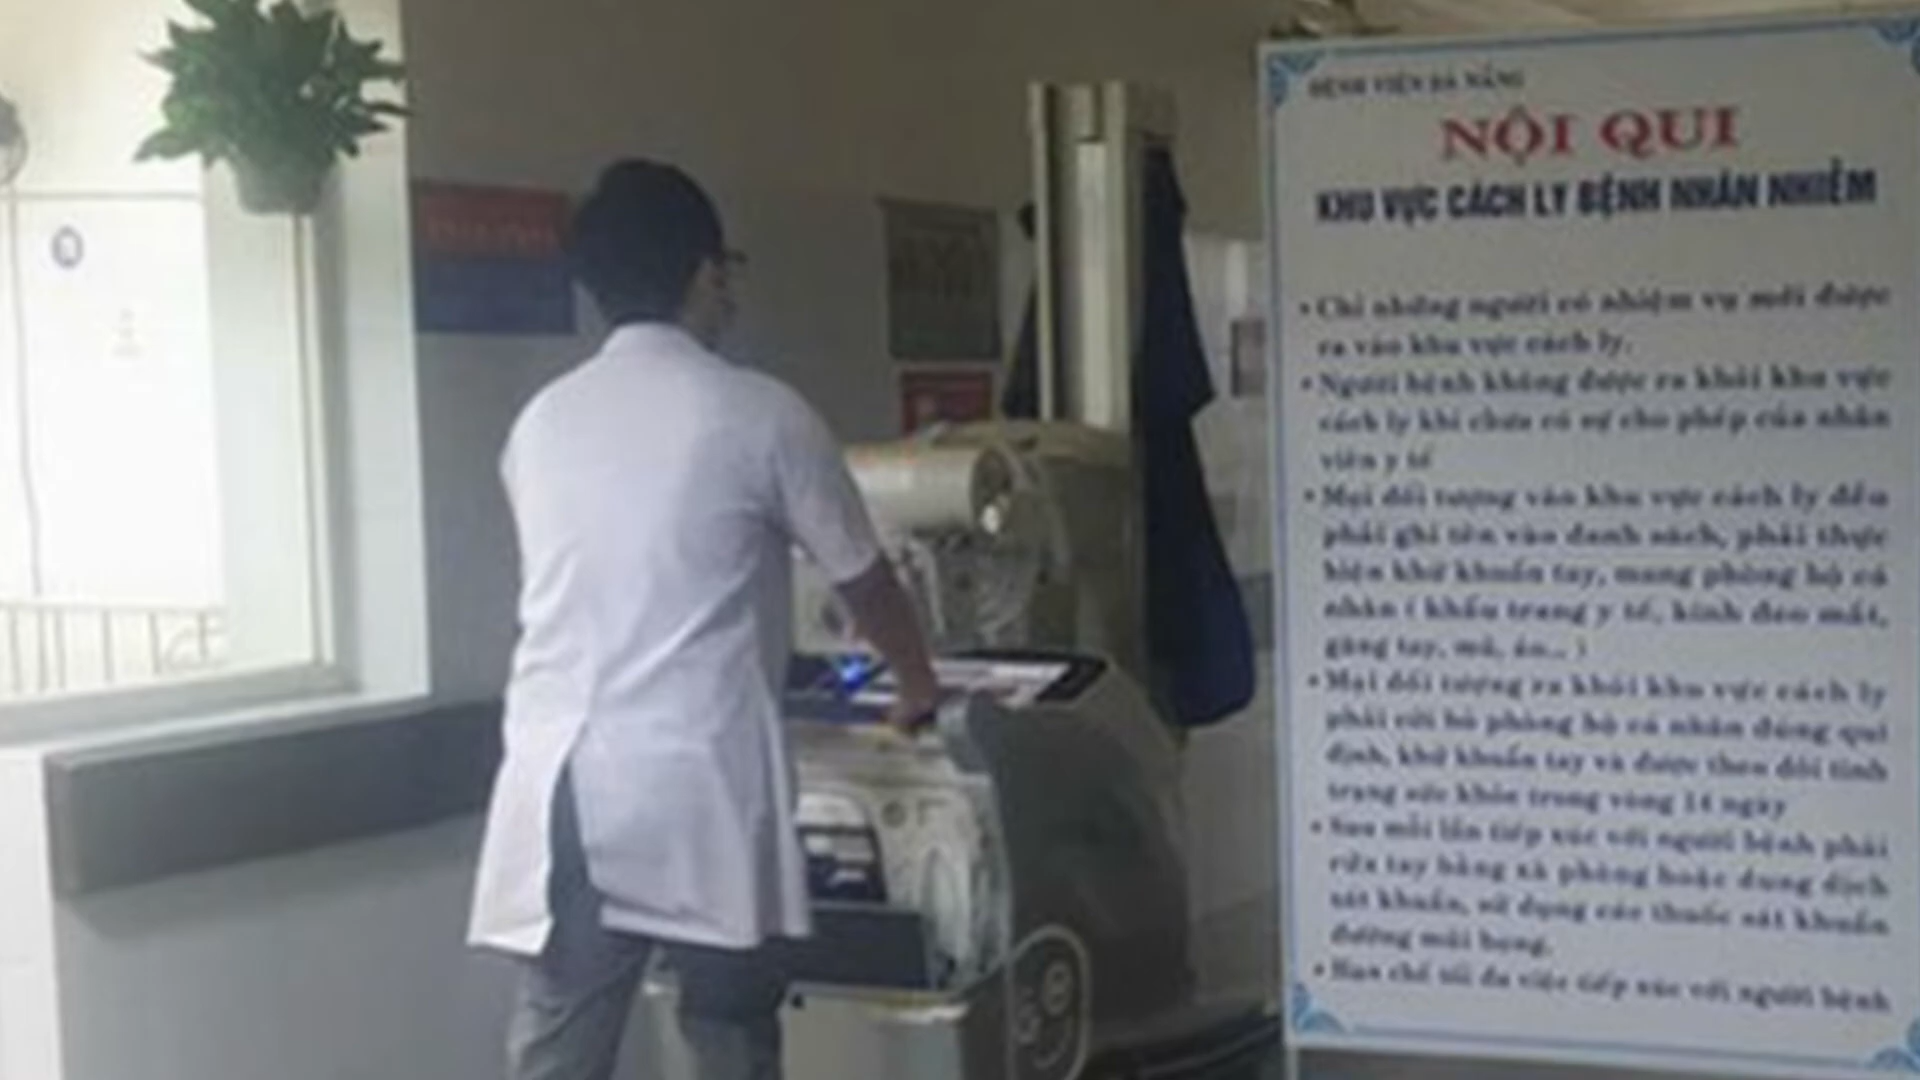 BỆNH VIỆN ĐÀ NẴNG
NỘI QUI
KHU VỰC CÁCH LY BỆNH NHÂN NHIỄM
• Chỉ những người có nhiệm vụ mới được
ra vào khu vực cách ly.
• Người bệnh không được ra khỏi khu vực
cách ly khi chưa có sự cho phép của nhân
viên y tế
• Mọi đối tượng vào khu vực cách ly đều
phải ghi tên vào danh sách, phải thực
hiện khử khuẩn tay, mang phòng hộ cá
nhân ( khẩu trang y tế, kính đeo mắt,
găng tay, mũ, áo... )
• Mọi đối tượng ra khỏi khu vực cách ly
phải cởi bỏ phòng hộ cá nhân đúng qui
định, khử khuẩn tay và được theo dõi tình
trạng sức khỏe trong vòng 14 ngày
• Sau mỗi lần tiếp xúc với người bệnh phải
rửa tay bằng xà phòng hoặc dung dịch
sát khuẩn, sử dụng các thuốc sát khuẩn
đường mũi họng.
• Hạn chế tối đa việc tiếp xúc với người bệnh